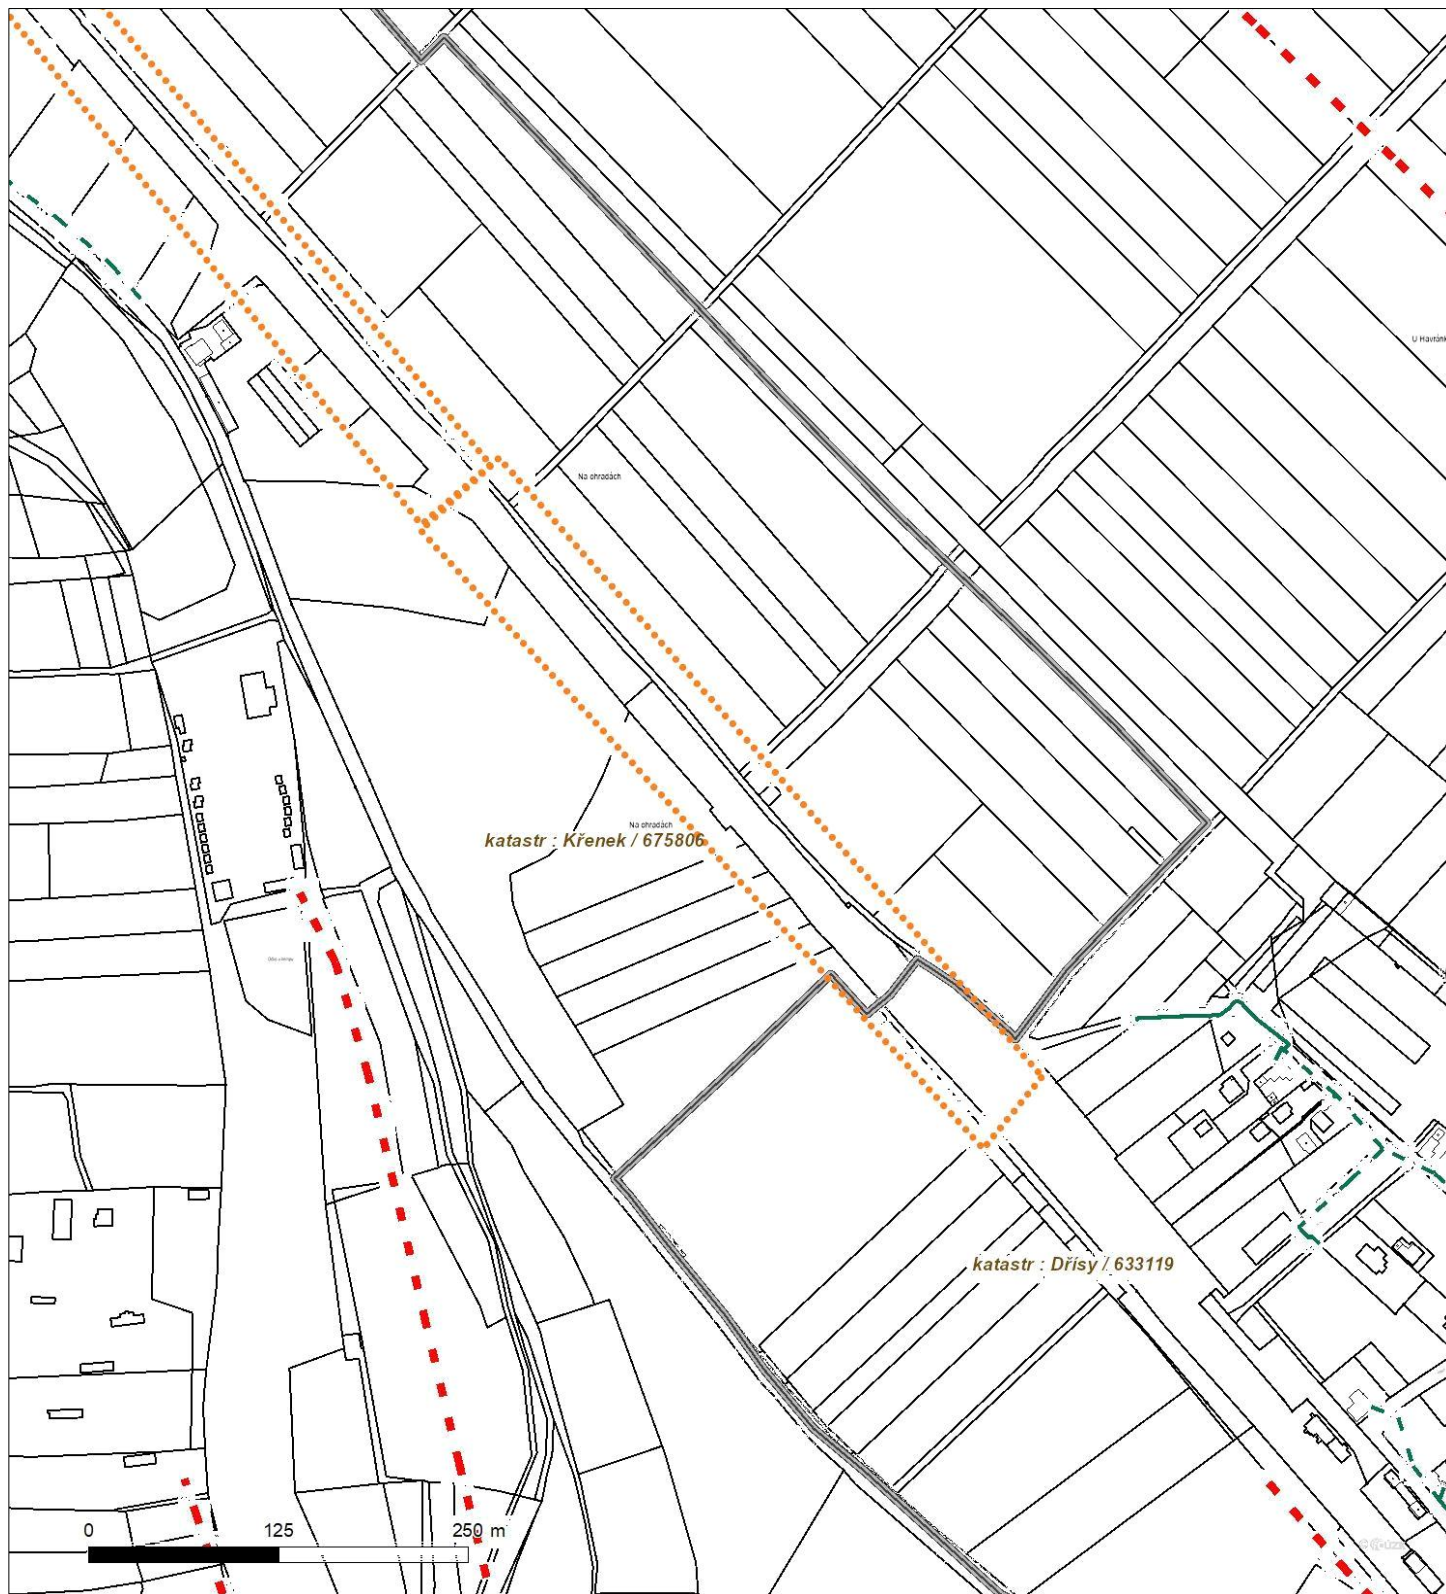 U Havránk
Na ohradách
Na ohradách
katastr : Křenek / 675806
katastr : Dřísy / 633119
0 125 250 m